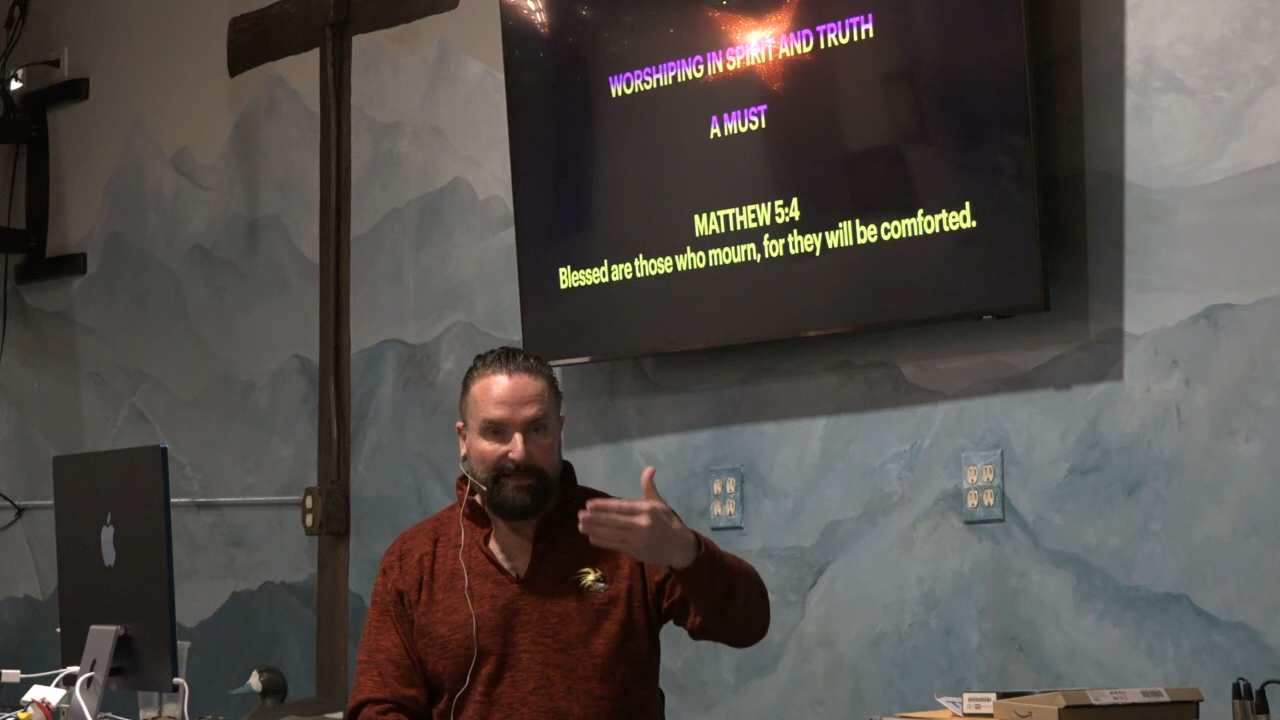 WORSHIPING IN SPIRIT AND TRUTH
A MUST
MATTHEW 5:4
Blessed are those who mourn, for they will be comforted.